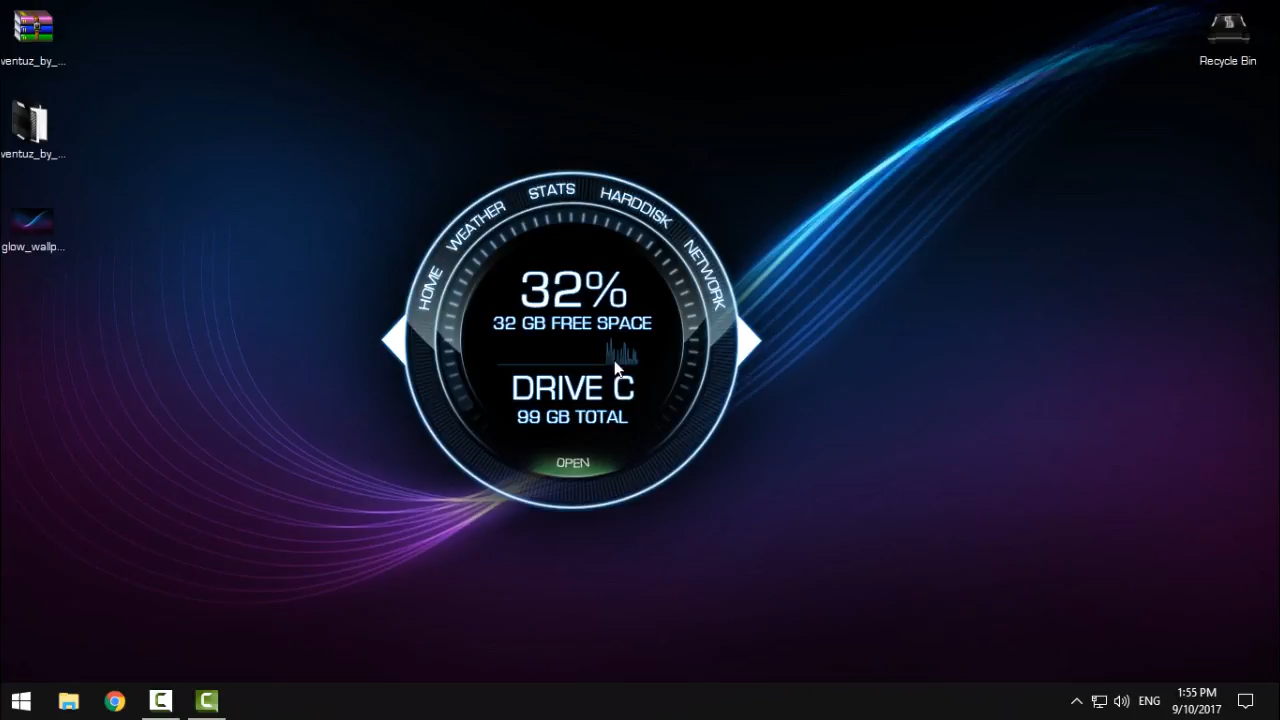 ventuz_by_...
ventuz_by_...
glow_wallp...
Recycle Bin
HOME
WEATHER
STATS
HARDDISK
NETWORK
32%
32 GB FREE SPACE
DRIVE C
99 GB TOTAL
OPEN
ENG
1:55 PM
9/10/2017